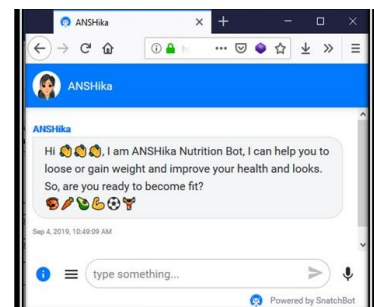 ANSHika
ANSHika
ANSHika
Hi 👏👏👏, I am ANSHika Nutrition Bot, I can help you to
loose or gain weight and improve your health and looks.
So, are you ready to become fit?
Sep 4, 2019, 10:49:09 AM
type something...
Powered by SnatchBot